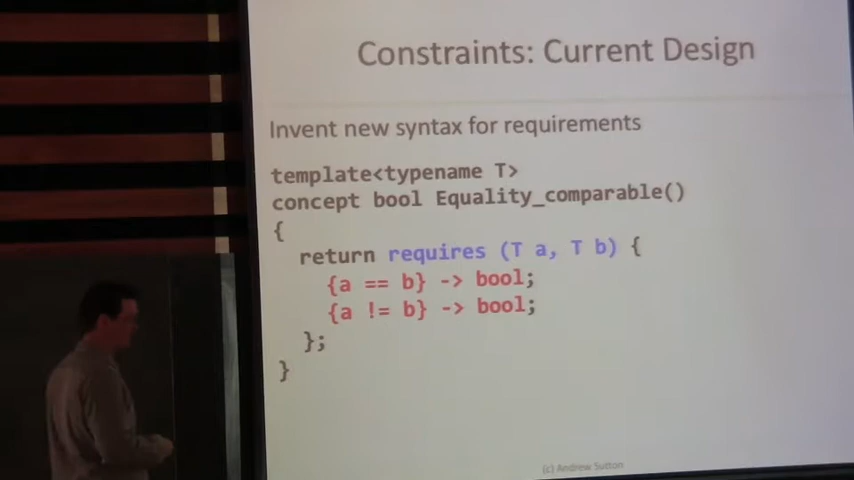 Constraints: Current Design
Invent new syntax for requirements
template<typename T>
concept bool Equality_comparable()
{
return requires (T a, T b) {
{a == b} -> bool;
{a != b} -> bool;
};
}
(c) Andrew Sutton